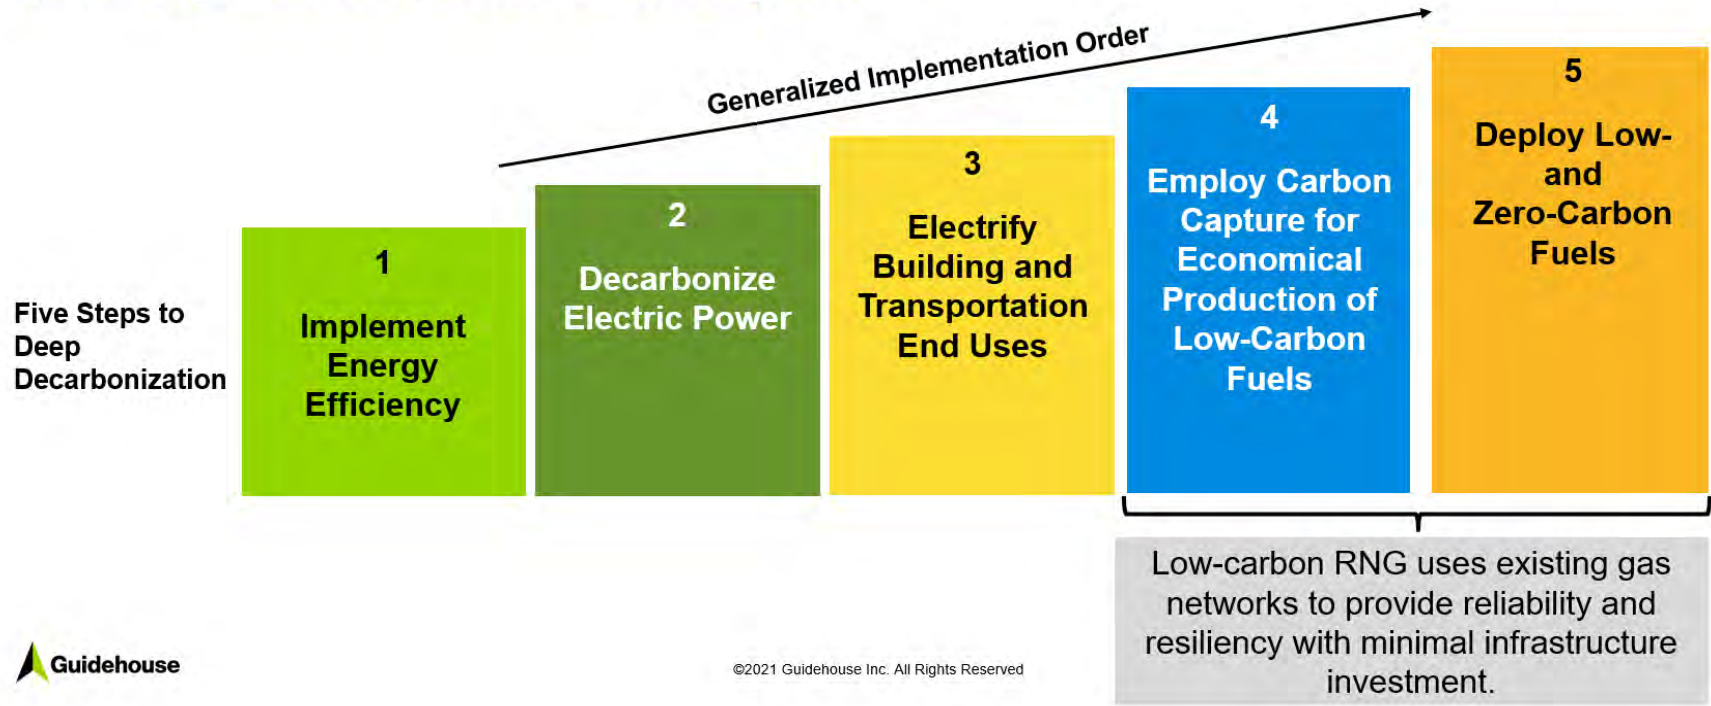 Generalized Implementation Order
Five Steps to
Deep
Decarbonization
1
Implement
Energy
Efficiency
2
Decarbonize
Electric Power
3
Electrify
Building and
Transportation
End Uses
4
Employ Carbon
Capture for
Economical
Production of
Low-Carbon
Fuels
5
Deploy Low-
and
Zero-Carbon
Fuels
Low-carbon RNG uses existing gas
networks to provide reliability and
resiliency with minimal infrastructure
investment.
Guidehouse
©2021 Guidehouse Inc. All Rights Reserved